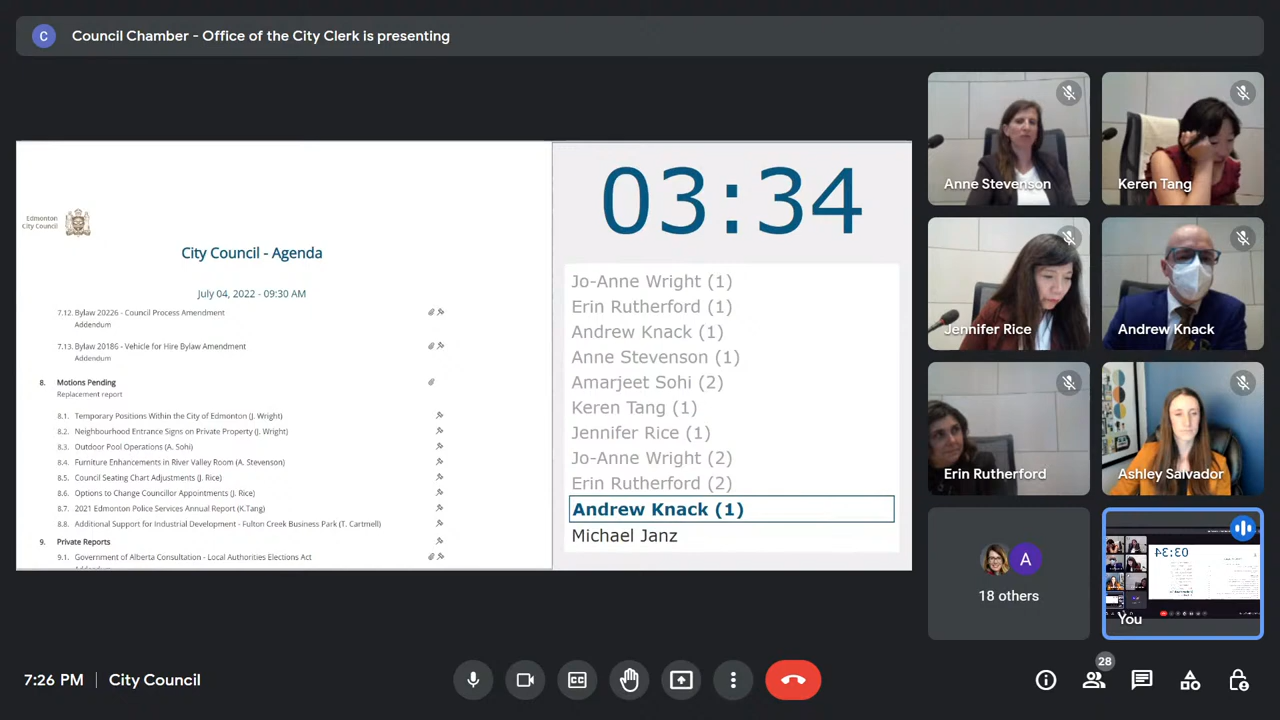 C Council Chamber - Office of the City Clerk is presenting
Edmonton
City Council
City Council - Agenda
July 04, 2022 - 09:30 AM
7.12. Bylaw 20226 - Council Process Amendment
Addendum
7.13. Bylaw 20186 - Vehicle for Hire Bylaw Amendment
Addendum
8. Motions Pending
Replacement report
8.1. Temporary Positions Within the City of Edmonton (J. Wright)
8.2. Neighbourhood Entrance Signs on Private Property (J. Wright)
8.3. Outdoor Pool Operations (A. Sohi)
8.4. Furniture Enhancements in River Valley Room (A. Stevenson)
8.5. Council Seating Chart Adjustments (J. Rice)
8.6. Options to Change Councillor Appointments (J. Rice)
8.7. 2021 Edmonton Police Services Annual Report (K.Tang)
8.8. Additional Support for Industrial Development - Fulton Creek Business Park (T. Cartmell)
9. Private Reports
9.1. Government of Alberta Consultation - Local Authorities Elections Act
03:34
Jo-Anne Wright (1)
Erin Rutherford (1)
Andrew Knack (1)
Anne Stevenson (1)
Amarjeet Sohi (2)
Keren Tang (1)
Jennifer Rice (1)
Jo-Anne Wright (2)
Erin Rutherford (2)
Andrew Knack (1)
Michael Janz
Anne Stevenson
Keren Tang
Jennifer Rice
Andrew Knack
Erin Rutherford
Ashley Salvador
A
18 others
03:34
You
7:26 PM | City Council
CC
28